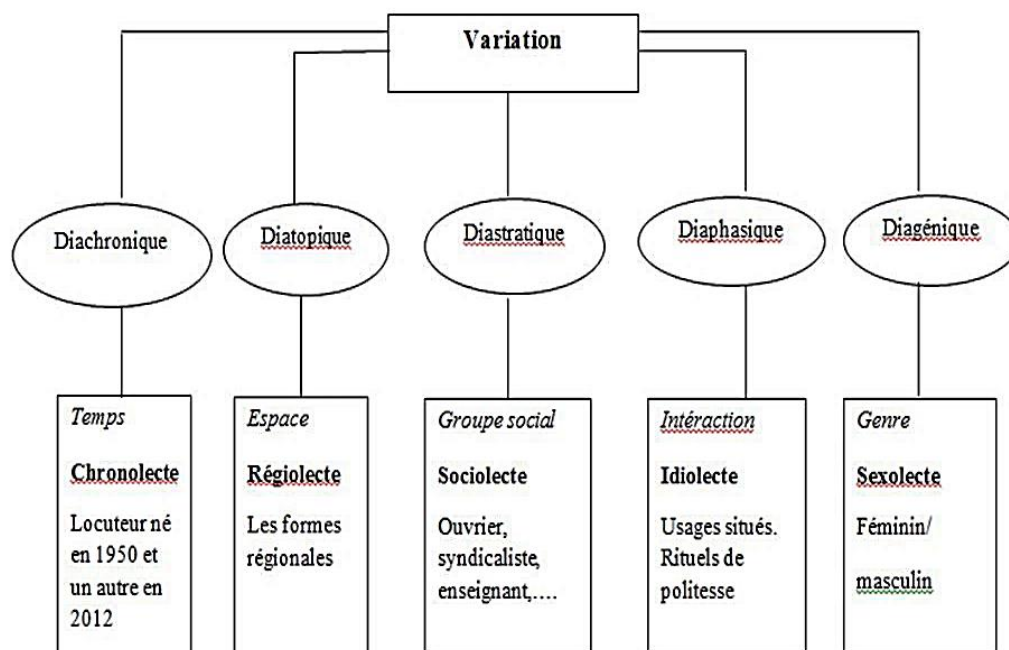 Variation
Diachronique
Diatopique
Diastratique
Diaphasique
Diagénique
Temps
Chronolecte
Locuteur né
en 1950 et
un autre en
2012
Espace
Régiolecte
Les formes
régionales
Groupe social
Sociolecte
Ouvrier,
syndicaliste,
enseignant,....
Intéraction
Idiolecte
Usages situés.
Rituels de
politesse
Genre
Sexolecte
Féminin/
masculin